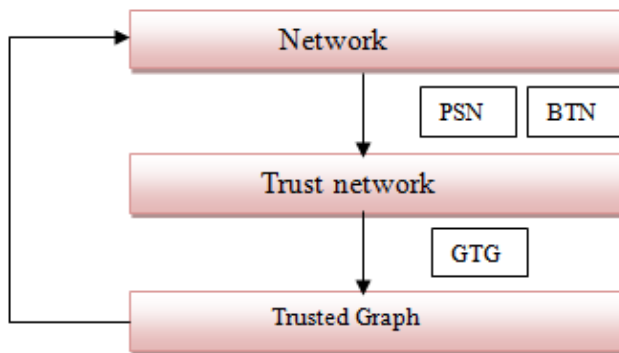 Network
PSN BTN
Trust network
GTG
Trusted Graph